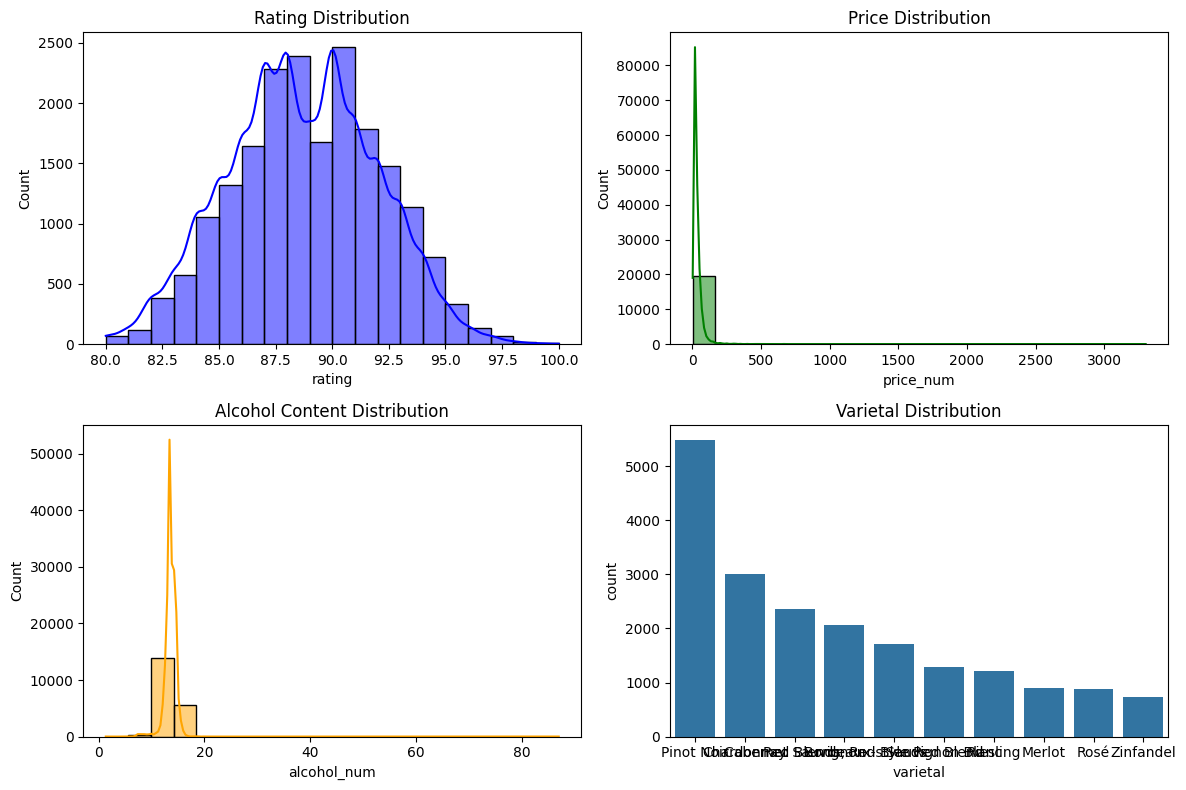 Rating Distribution
Count
2500
2000
1500
1000
500
0
80.0 82.5 85.0 87.5 90.0 92.5 95.0 97.5 100.0
rating
Price Distribution
Count
80000
70000
60000
50000
40000
30000
20000
10000
0
0 500 1000 1500 2000 2500 3000
price_num
Alcohol Content Distribution
Count
50000
40000
30000
20000
10000
0
0 20 40 60 80
alcohol_num
Varietal Distribution
count
5000
4000
3000
2000
1000
0
Pinot Merlot Rosé Zinfandel
varietal